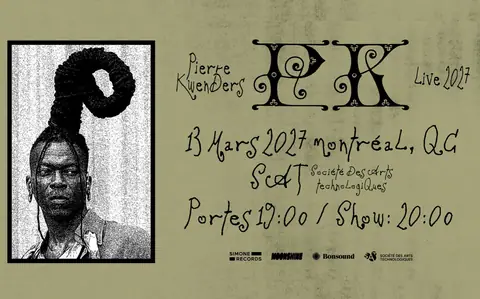 Pierre Kwenders
PK
Live 2027
13 Mars 2027 montréal, QC
SAT Société Des Arts technologiques
Portes 19:00 / Show: 20:00
SIMONE RECORDS
MOONSHINE
Bonsound
SOCIÉTÉ DES ARTS TECHNOLOGIQUES